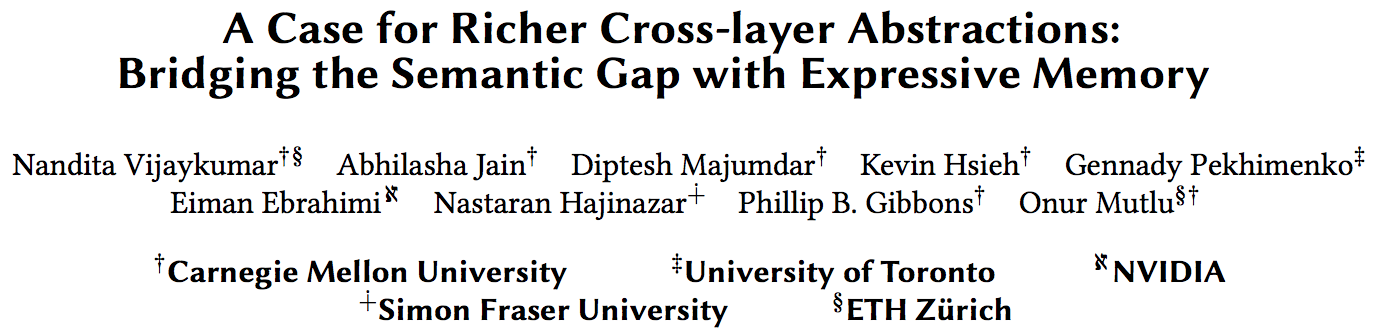 A Case for Richer Cross-layer Abstractions:
Bridging the Semantic Gap with Expressive Memory
Nandita Vijaykumar†§ Abhilasha Jain† Diptesh Majumdar† Kevin Hsieh† Gennady Pekhimenko‡
Eiman Ebrahimiℵ Nastaran Hajinazar∔ Phillip B. Gibbons† Onur Mutlu§†
†Carnegie Mellon University ‡University of Toronto ℵNVIDIA
∔Simon Fraser University §ETH Zürich